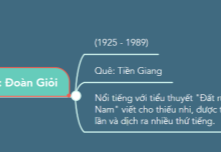 (1925 - 1989)
: Đoàn Giỏi
Quê: Tiền Giang
Nổi tiếng với tiểu thuyết "Đất r
Nam" viết cho thiếu nhi, được t
lần và dịch ra nhiều thứ tiếng.